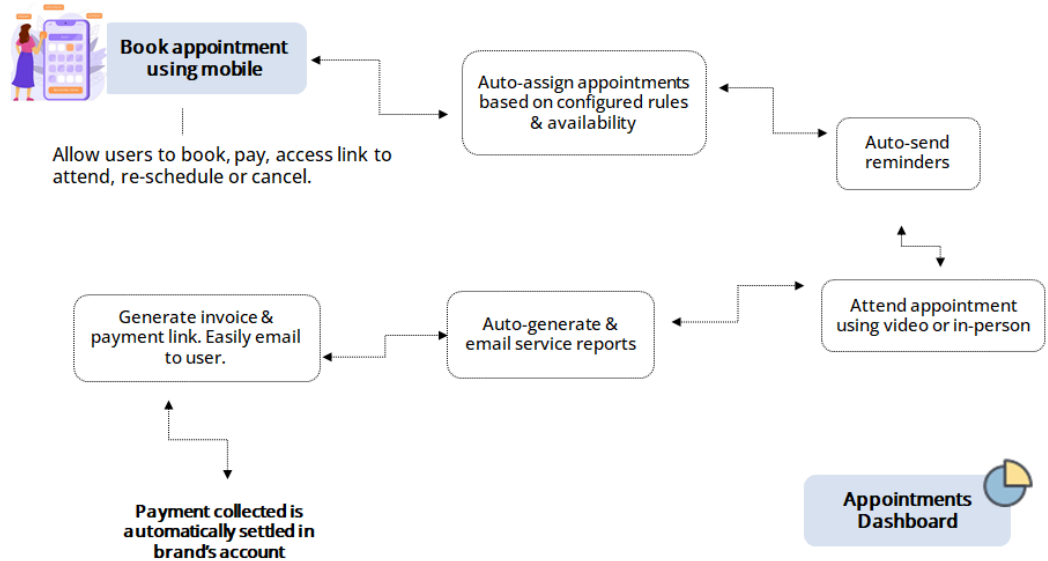 Book appointment
using mobile
Allow users to book, pay, access link to
attend, re-schedule or cancel.
Auto-assign appointments
based on configured rules
& availability
Auto-send
reminders
Attend appointment
using video or in-person
Auto-generate &
email service reports
Generate invoice &
payment link. Easily email
to user.
Payment collected is
automatically settled in
brand's account
Appointments
Dashboard